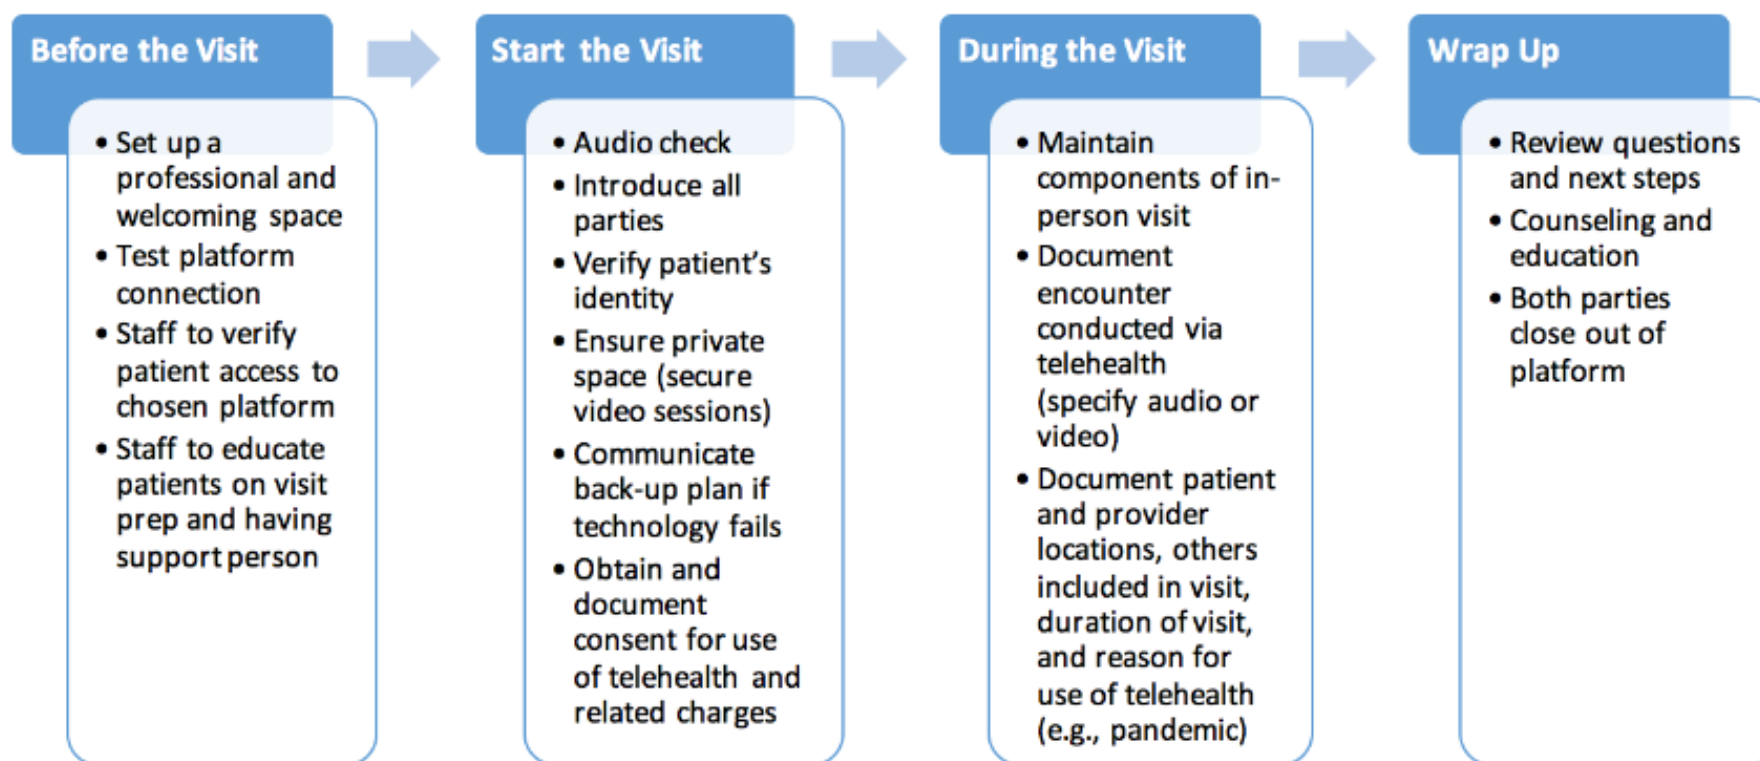 Before the Visit
• Set up a
professional and
welcoming space
• Test platform
connection
• Staff to verify
patient access to
chosen platform
• Staff to educate
patients on visit
prep and having
support person
Start the Visit
• Audio check
• Introduce all
parties
• Verify patient's
identity
• Ensure private
space (secure
video sessions)
• Communicate
back-up plan if
technology fails
• Obtain and
document
consent for use
of telehealth and
related charges
During the Visit
• Maintain
components of in-
person visit
• Document
encounter
conducted via
telehealth
(specify audio or
video)
• Document patient
and provider
locations, others
included in visit,
duration of visit,
and reason for
use of telehealth
(e.g., pandemic)
Wrap Up
• Review questions
and next steps
• Counseling and
education
• Both parties
close out of
platform